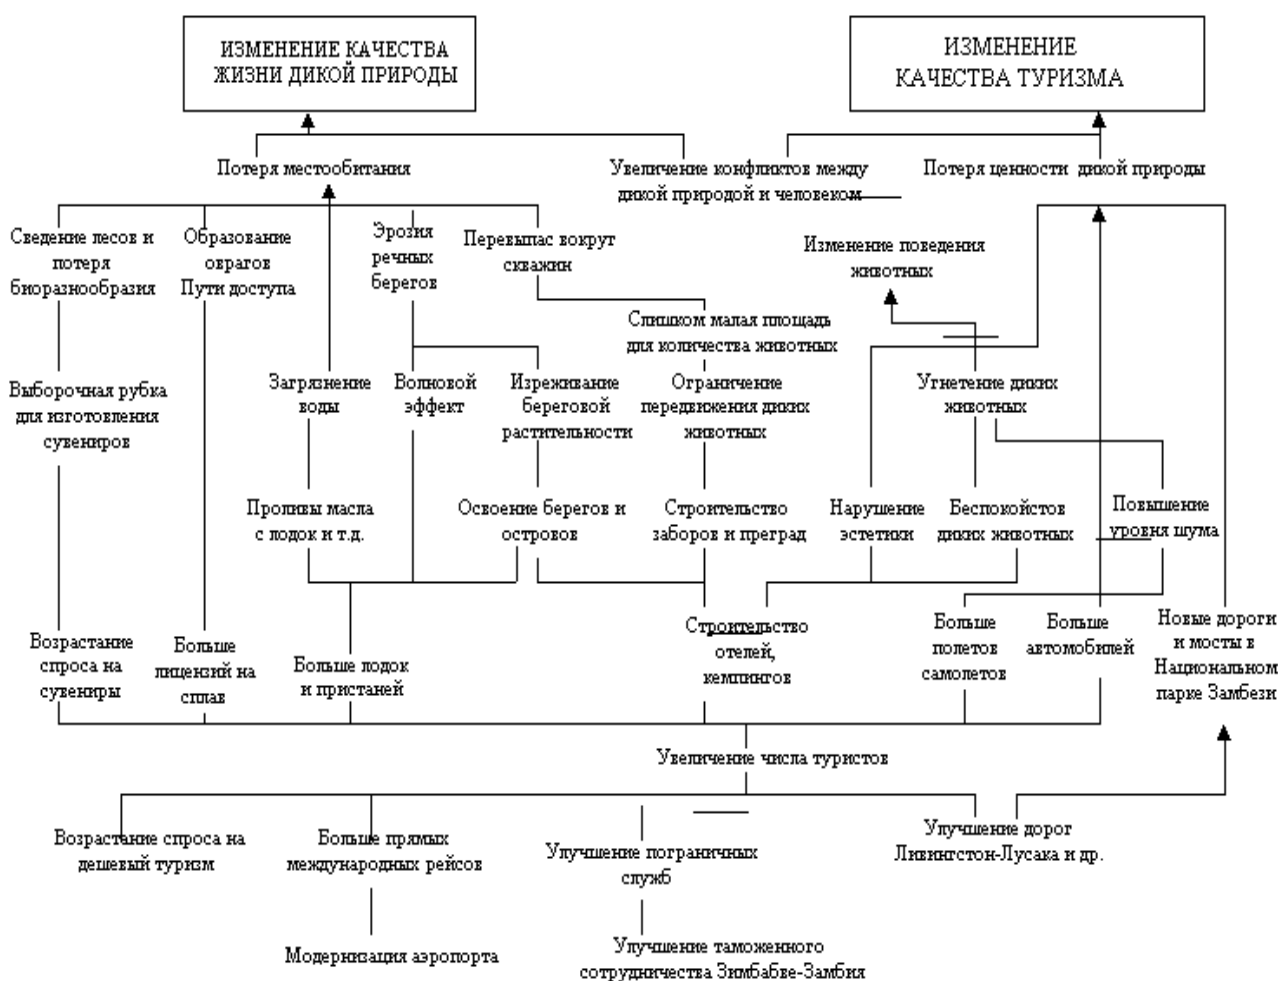 ИЗМЕНЕНИЕ КАЧЕСТВА
ЖИЗНИ ДИКОЙ ПРИРОДЫ
ИЗМЕНЕНИЕ
КАЧЕСТВА ТУРИЗМА
Потеря местообитания
Увеличение конфликтов между
дикой природой и человеком
Потеря ценности дикой природы
Сведение лесов и
потеря
биоразнообразия
Образование
оврагов
Пути доступа
Эрозия
речных
берегов
Перевыпас вокруг
скважин
Изменение поведения
животных
Слишком малая площадь
для количества животных
Выборочная рубка
для изготовления
сувениров
Загрязнение
воды
Волновой
эффект
Изреживание
береговой
растительности
Ограничение
передвижения диких
животных
Угнетение диких
животных
Проливы масла
с лодок и т.д.
Освоение берегов и
островов
Строительство
заборов и преград
Нарушение
эстетики
Беспокойстов
диких животных
Повышение
уровня шума
Возрастание
спроса на
сувениры
Больше
лицензий на
сплав
Больше лодок
и пристаней
Строительство
отелей,
кемпингов
Больше
полетов
самолетов
Больше
автомобилей
Новые дороги
и мосты в
Национальном
парке Замбези
Увеличение числа туристов
Возрастание спроса на
дешевый туризм
Больше прямых
международных рейсов
Улучшение пограничных
служб
Улучшение дорог
Ливингстон-Лусака и др.
Модернизация аэропорта
Улучшение таможенного
сотрудничества Зимбабве-Замбия